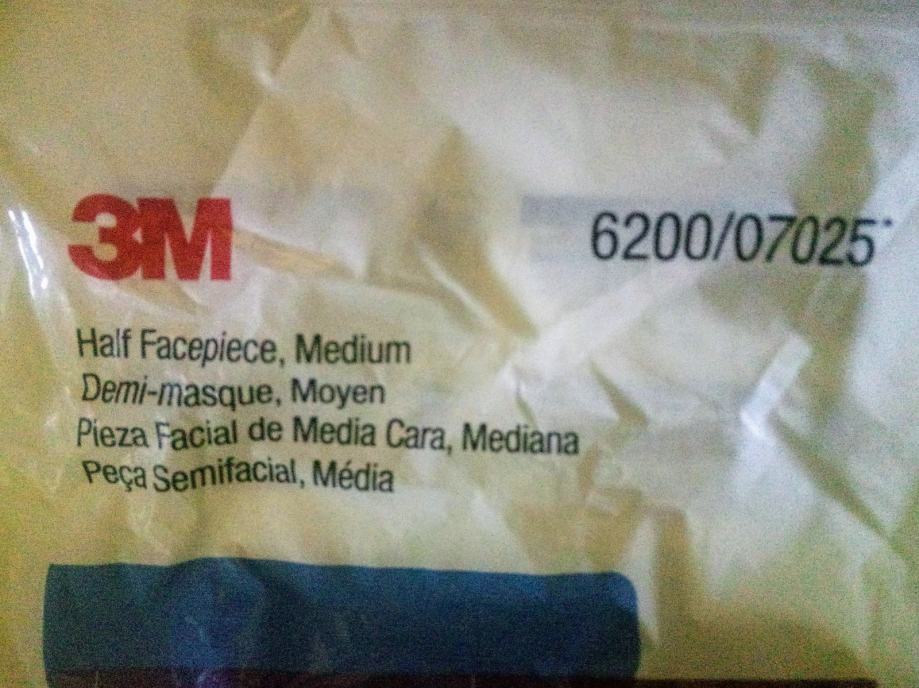 3M
6200/07025**
Half Facepiece, Medium
Demi-masque, Moyen
Pieza Facial de Media Cara, Mediana
Peça Semifacial, Média